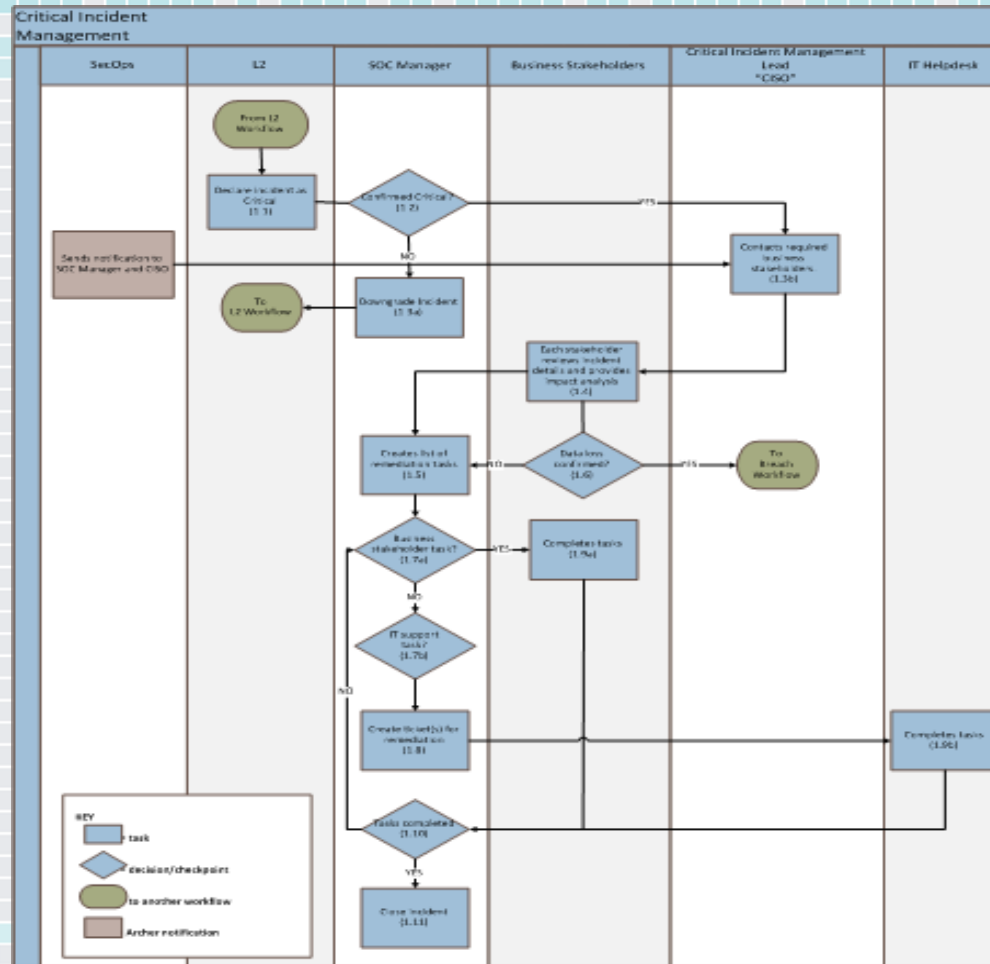 Critical Incident
Management
SecOps
L2
SOC Manager
Business Stakeholders
Critical Incident Management
Lead
"CISO"
IT Helpdesk
From L2
Workflow
Declare incident as
Critical
(1.1)
Confirmed Critical?
(1.2)
YES
NO
Sends notification to
SOC Manager and CISO
Contacts required
business
stakeholders.
(1.3b)
To
L2 Workflow
Downgrade Incident
(1.3a)
Each stakeholder
reviews incident
details and provides
impact analysis
(1.4)
Creates list of
remediation tasks
(1.5)
NO
Data loss
confirmed?
(1.6)
YES
To
Breach
Workflow
Business
stakeholder task?
(1.7a)
YES
Completes tasks
(1.9a)
NO
IT support
task?
(1.7b)
NO
Create ticket(s) for
remediation
(1.8)
Completes tasks
(1.9b)
Tasks completed
(1.10)
YES
Close Incident
(1.11)
KEY
task
decision/checkpoint
to another workflow
Archer notification